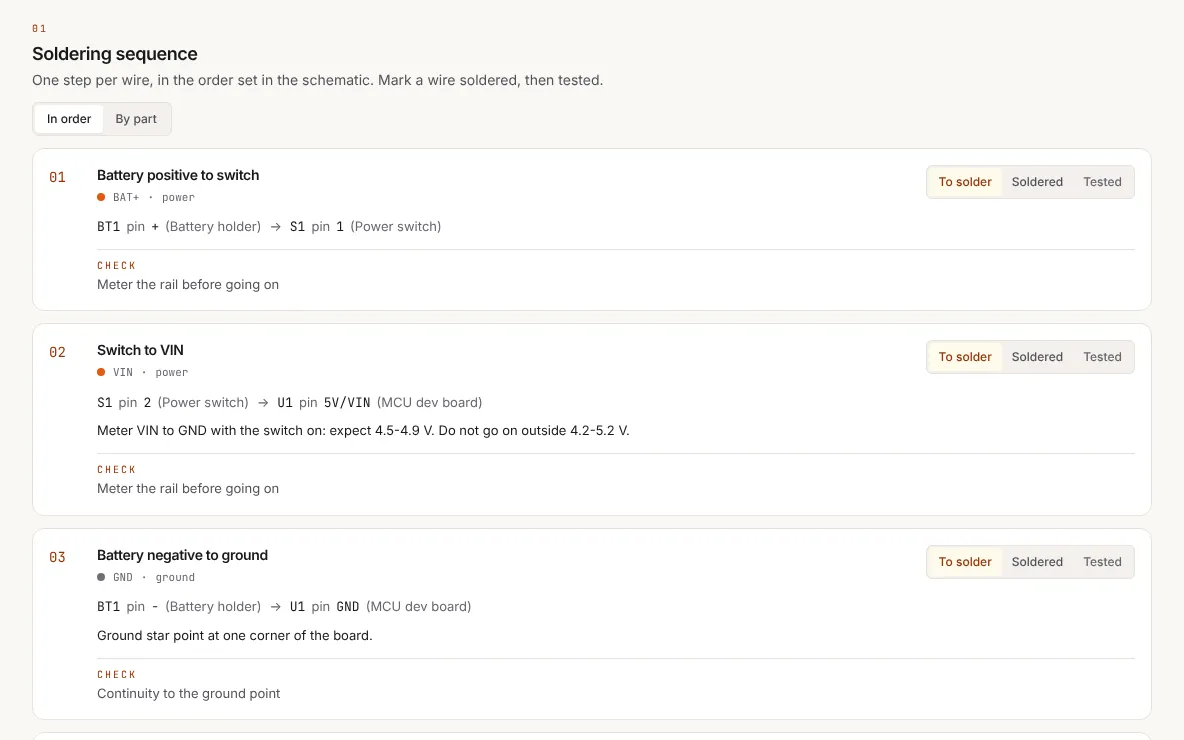 01
Soldering sequence
One step per wire, in the order set in the schematic. Mark a wire soldered, then tested.
In order By part
01 Battery positive to switch To solder Soldered Tested
BAT+ · power
BT1 pin + (Battery holder) → S1 pin 1 (Power switch)
CHECK
Meter the rail before going on
02 Switch to VIN To solder Soldered Tested
VIN · power
S1 pin 2 (Power switch) → U1 pin 5V/VIN (MCU dev board)
Meter VIN to GND with the switch on: expect 4.5-4.9 V. Do not go on outside 4.2-5.2 V.
CHECK
Meter the rail before going on
03 Battery negative to ground To solder Soldered Tested
GND · ground
BT1 pin - (Battery holder) → U1 pin GND (MCU dev board)
Ground star point at one corner of the board.
CHECK
Continuity to the ground point